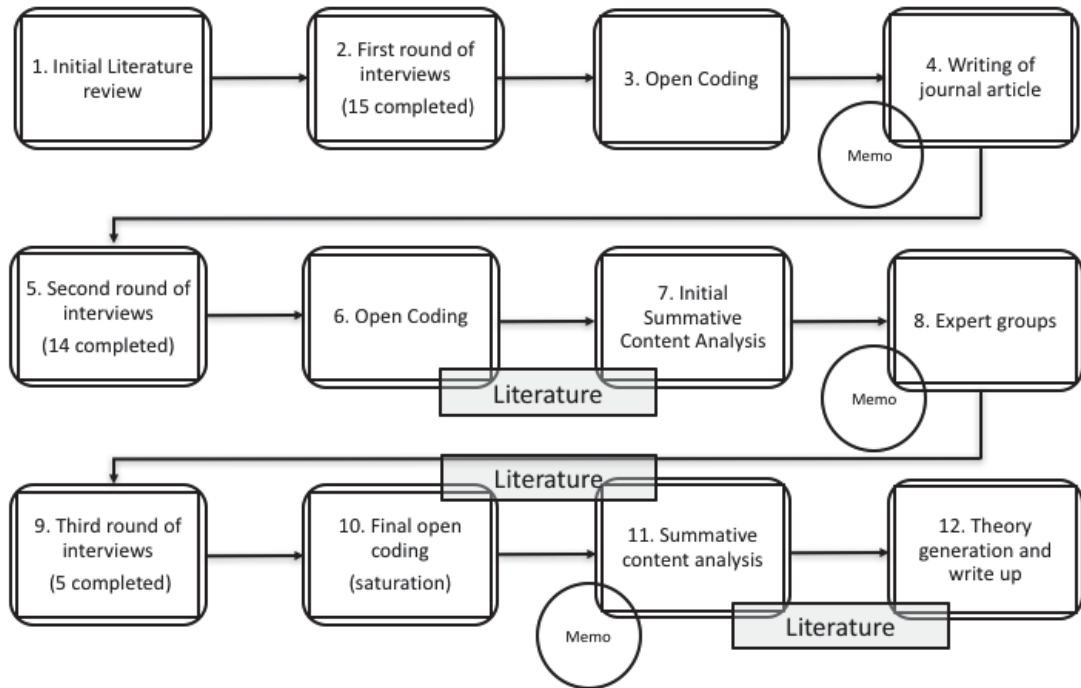 1. Initial Literature
review
2. First round of
interviews
(15 completed)
3. Open Coding
4. Writing of
journal article
Memo
5. Second round of
interviews
(14 completed)
6. Open Coding
7. Initial
Summative
Content Analysis
8. Expert groups
Literature
Memo
Literature
9. Third round of
interviews
(5 completed)
10. Final open
coding
(saturation)
11. Summative
content analysis
12. Theory
generation and
write up
Memo
Literature